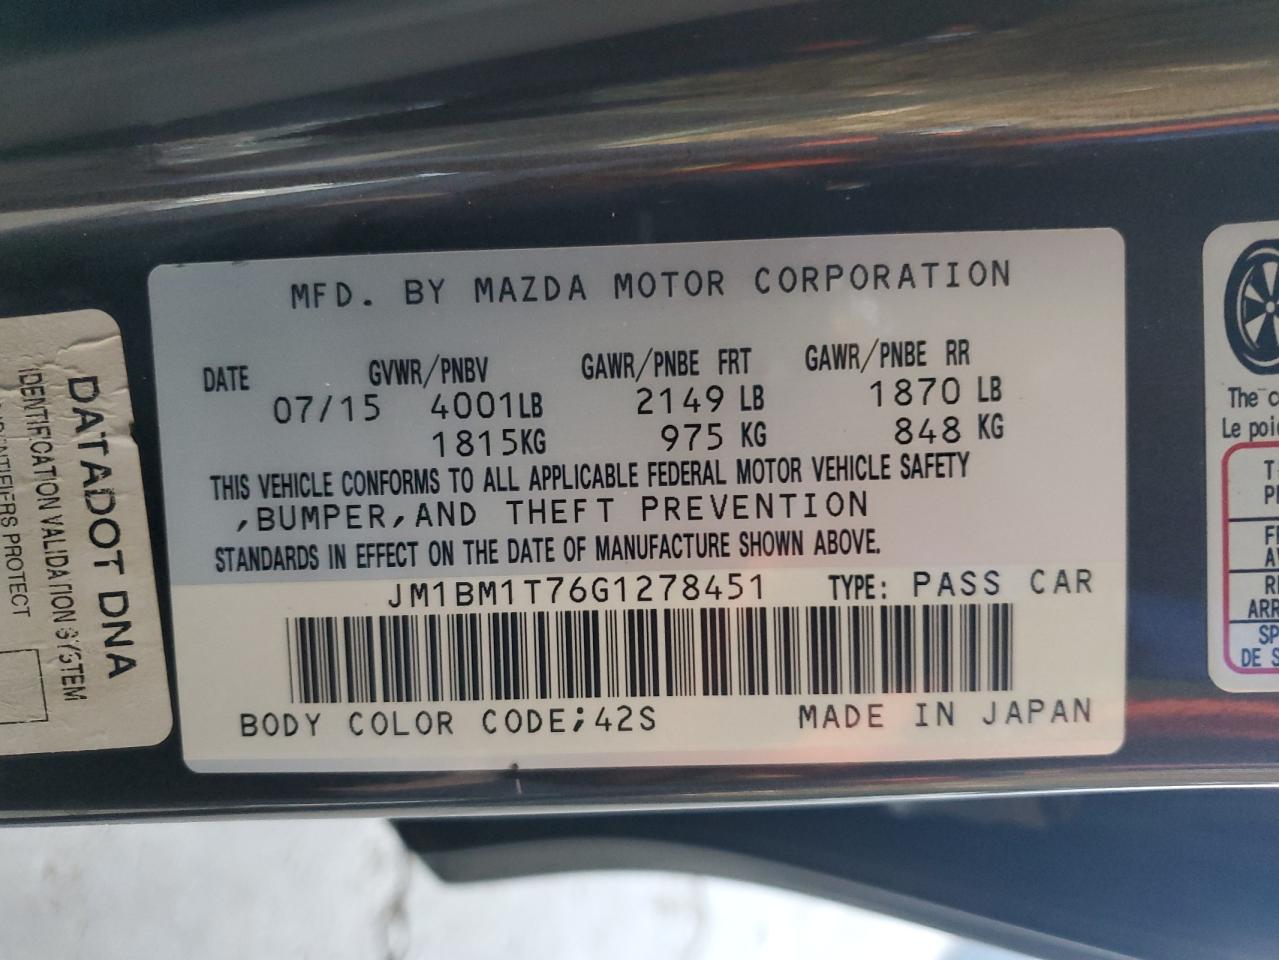 MFD. BY MAZDA MOTOR CORPORATION
DATE GVWR/PNBV GAWR/PNBE FRT GAWR/PNBE RR
07/15 4001LB 2149 LB 1870 LB
1815KG 975 KG 848 KG
THIS VEHICLE CONFORMS TO ALL APPLICABLE FEDERAL MOTOR VEHICLE SAFETY
,BUMPER,AND THEFT PREVENTION
STANDARDS IN EFFECT ON THE DATE OF MANUFACTURE SHOWN ABOVE.
JM1BM1T76G1278451 TYPE: PASS CAR
BODY COLOR CODE;42S MADE IN JAPAN
DATADOT DNA
IDENTIFICATION VALIDATION SYSTEM
PROTECT
The
Le